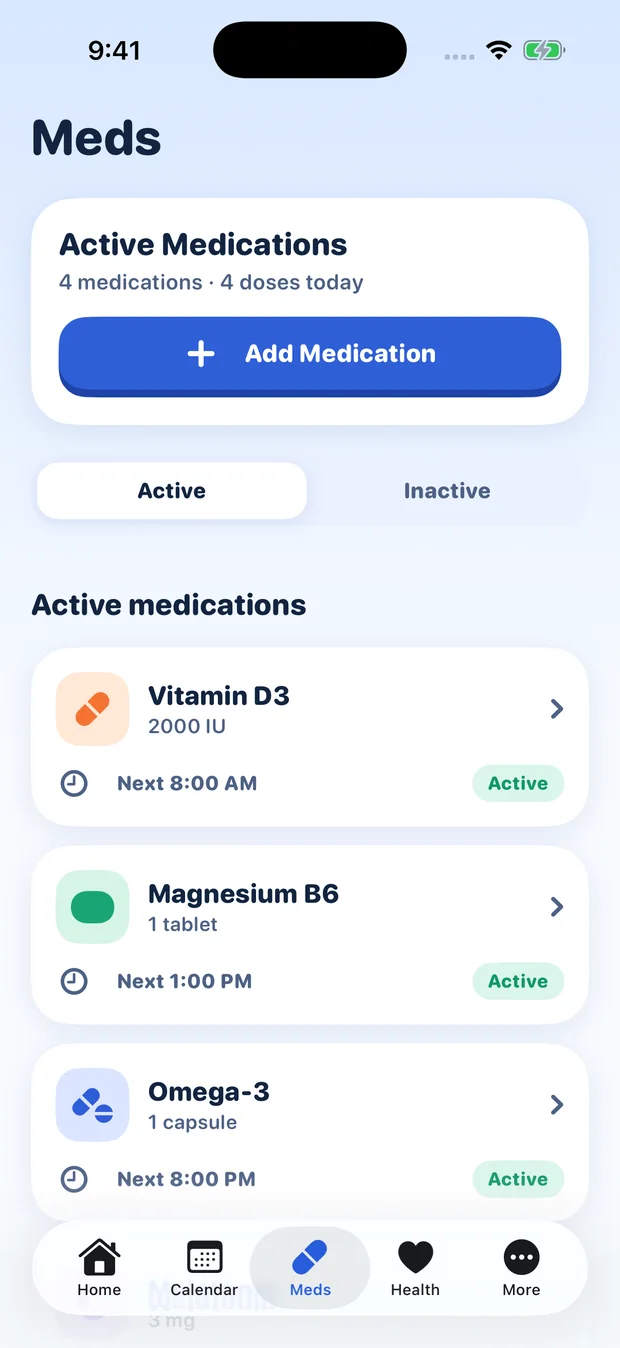 9:41
Meds
Active Medications
4 medications · 4 doses today
Add Medication
Active
Inactive
Active medications
Vitamin D3
2000 IU
Next 8:00 AM
Active
Magnesium B6
1 tablet
Next 1:00 PM
Active
Omega-3
1 capsule
Next 8:00 PM
Active
Home
Calendar
Meds
Health
More
3 mg